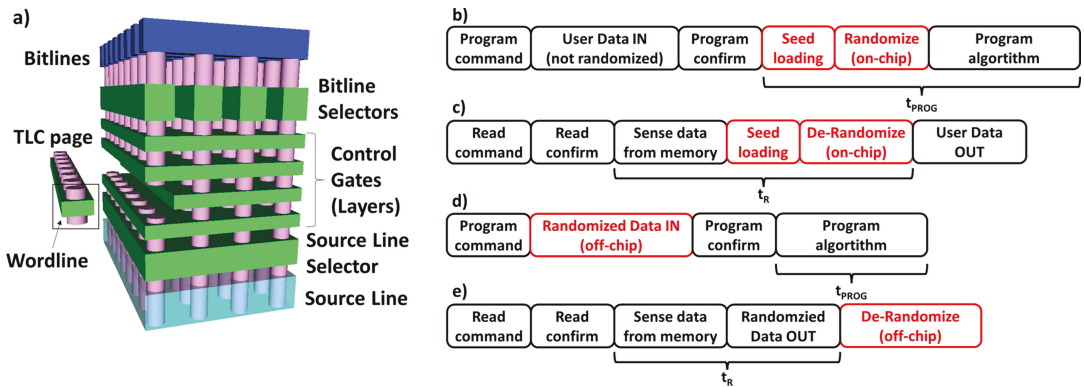 a)
Bitlines
Bitline
Selectors
TLC page
Control
Gates
(Layers)
Wordline
Source Line
Selector
Source Line
b)
Program
command
User Data IN
(not randomized)
Program
confirm
Seed
loading
Randomize
(on-chip)
Program
algorithm
tPROG
c)
Read
command
Read
confirm
Sense data
from memory
Seed
loading
De-Randomize
(on-chip)
User Data
OUT
tR
d)
Program
command
Randomized Data IN
(off-chip)
Program
confirm
Program
algorithm
tPROG
e)
Read
command
Read
confirm
Sense data
from memory
Randomzied
Data OUT
De-Randomize
(off-chip)
tR